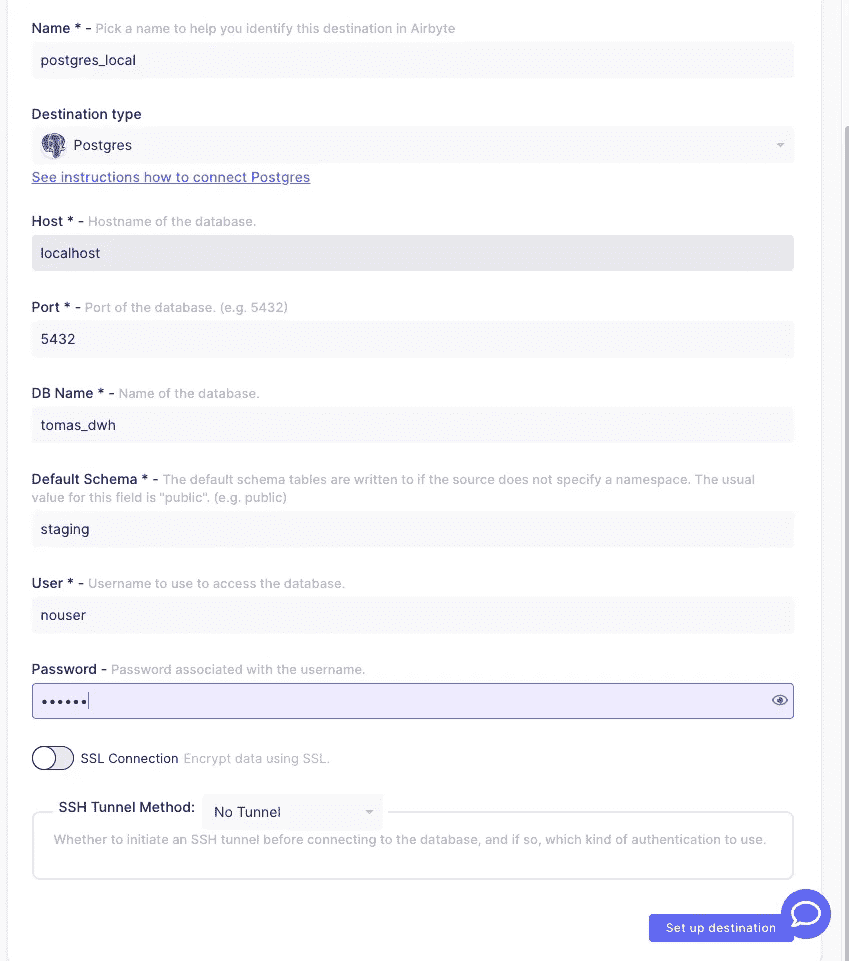 Name * - Pick a name to help you identify this destination in Airbyte
postgres_local
Destination type
Postgres
See instructions how to connect Postgres
Host * - Hostname of the database.
localhost
Port * - Port of the database. (e.g. 5432)
5432
DB Name * - Name of the database.
tomas_dwh
Default Schema * - The default schema tables are written to if the source does not specify a namespace. The usual
value for this field is "public". (e.g. public)
staging
User * - Username to use to access the database.
nouser
Password - Password associated with the username.
••••••
SSL Connection Encrypt data using SSL.
SSH Tunnel Method: No Tunnel
Whether to initiate an SSH tunnel before connecting to the database, and if so, which kind of authentication to use.
Set up destination